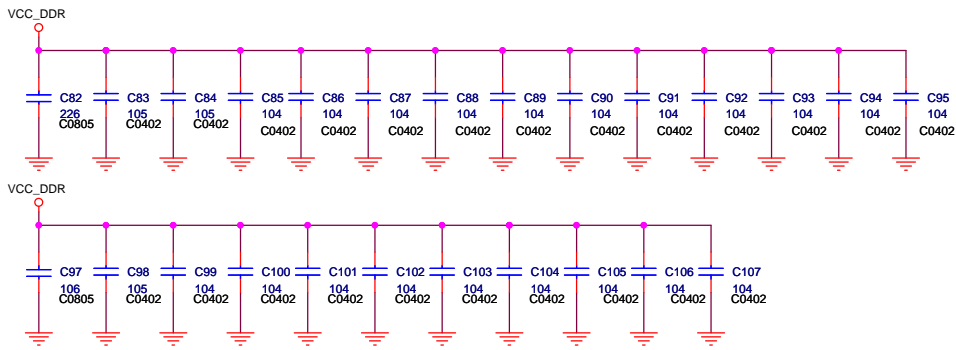 VCC_DDR
C82 C83 C84 C85 C86 C87 C88 C89 C90 C91 C92 C93 C94 C95
226 105 105 104 104 104 104 104 104 104 104 104 104 104
C0805 C0402 C0402 C0402 C0402 C0402 C0402 C0402 C0402 C0402 C0402 C0402 C0402 C0402
VCC_DDR
C97 C98 C99 C100 C101 C102 C103 C104 C105 C106 C107
106 105 104 104 104 104 104 104 104 104 104
C0805 C0402 C0402 C0402 C0402 C0402 C0402 C0402 C0402 C0402 C0402